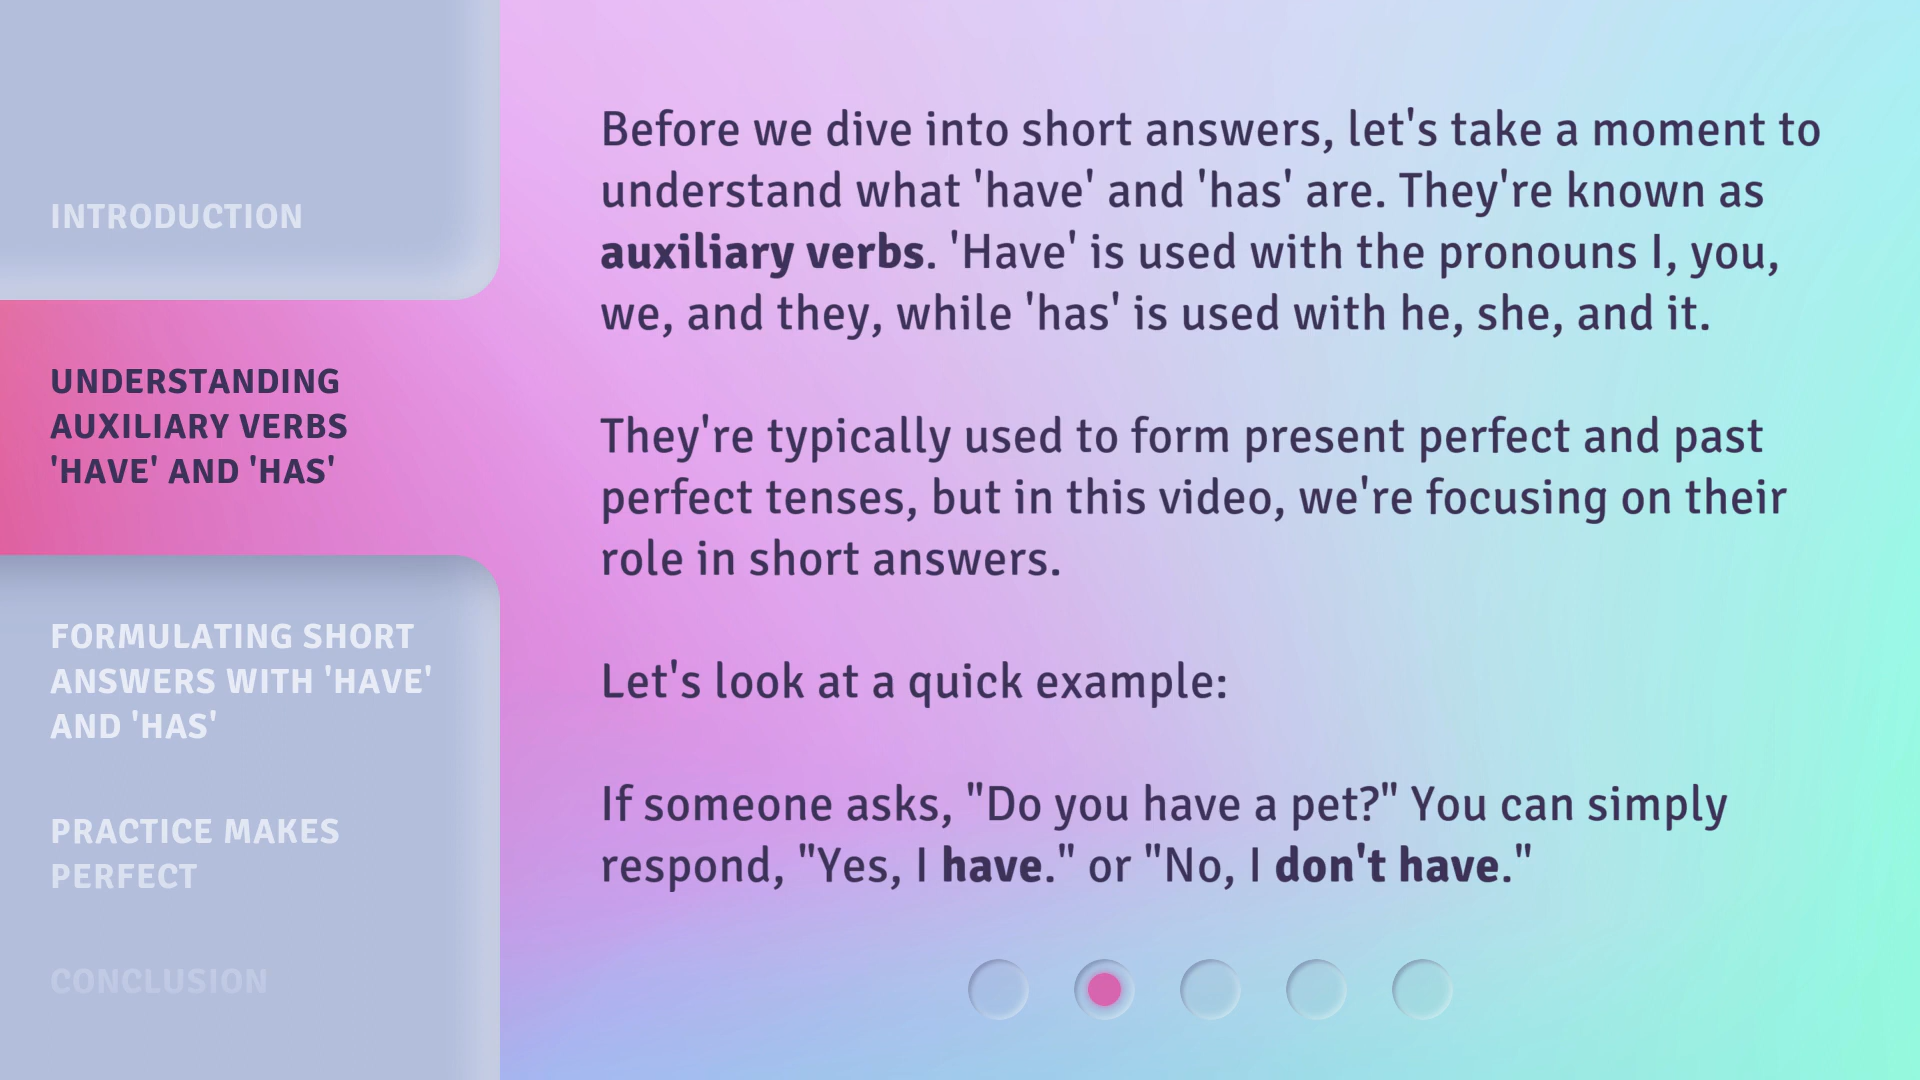 INTRODUCTION
UNDERSTANDING
AUXILIARY VERBS
'HAVE' AND 'HAS'
FORMULATING SHORT
ANSWERS WITH 'HAVE'
AND 'HAS'
PRACTICE MAKES
PERFECT
CONCLUSION
Before we dive into short answers, let's take a moment to
understand what 'have' and 'has' are. They're known as
auxiliary verbs. 'Have' is used with the pronouns I, you,
we, and they, while 'has' is used with he, she, and it.
They're typically used to form present perfect and past
perfect tenses, but in this video, we're focusing on their
role in short answers.
Let's look at a quick example:
If someone asks, "Do you have a pet?" You can simply
respond, "Yes, I have." or "No, I don't have."